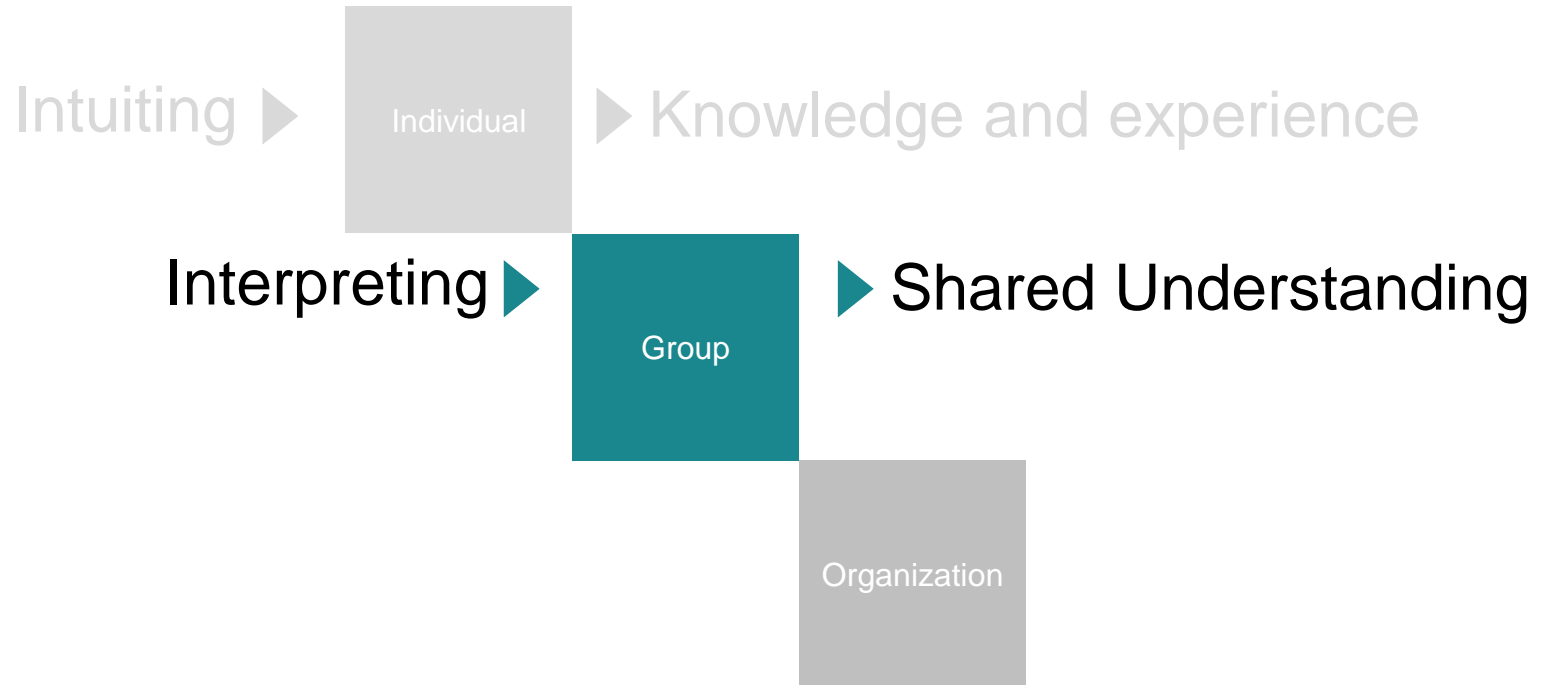 Intuiting
Individual
Knowledge and experience
Interpreting
Group
Shared Understanding
Organization